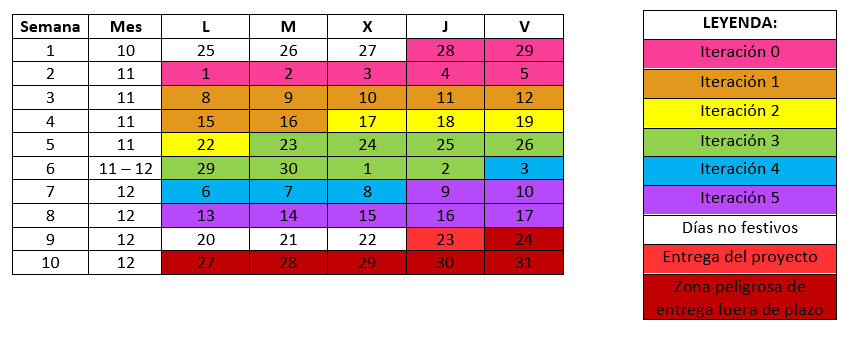 Semana Mes L M X J V
1 10 25 26 27 28 29
2 11 1 2 3 4 5
3 11 8 9 10 11 12
4 11 15 16 17 18 19
5 11 22 23 24 25 26
6 11 – 12 29 30 1 2 3
7 12 6 7 8 9 10
8 12 13 14 15 16 17
9 12 20 21 22 23 24
10 12 27 28 29 30 31
LEYENDA:
Iteración 0
Iteración 1
Iteración 2
Iteración 3
Iteración 4
Iteración 5
Días no festivos
Entrega del proyecto
Zona peligrosa de
entrega fuera de plazo